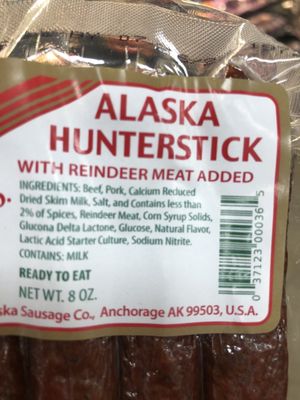 ALASKA
HUNTERSTICK
WITH REINDEER MEAT ADDED
INGREDIENTS: Beef, Pork, Calcium Reduced
Dried Skim Milk, Salt, and Contains less than
2% of Spices, Reindeer Meat, Corn Syrup Solids,
Glucona Delta Lactone, Glucose, Natural Flavor,
Lactic Acid Starter Culture, Sodium Nitrite.
CONTAINS: MILK
READY TO EAT
NET WT. 8 OZ.
ska Sausage Co., Anchorage AK 99503, U.S.A.
0 37123 00036 5